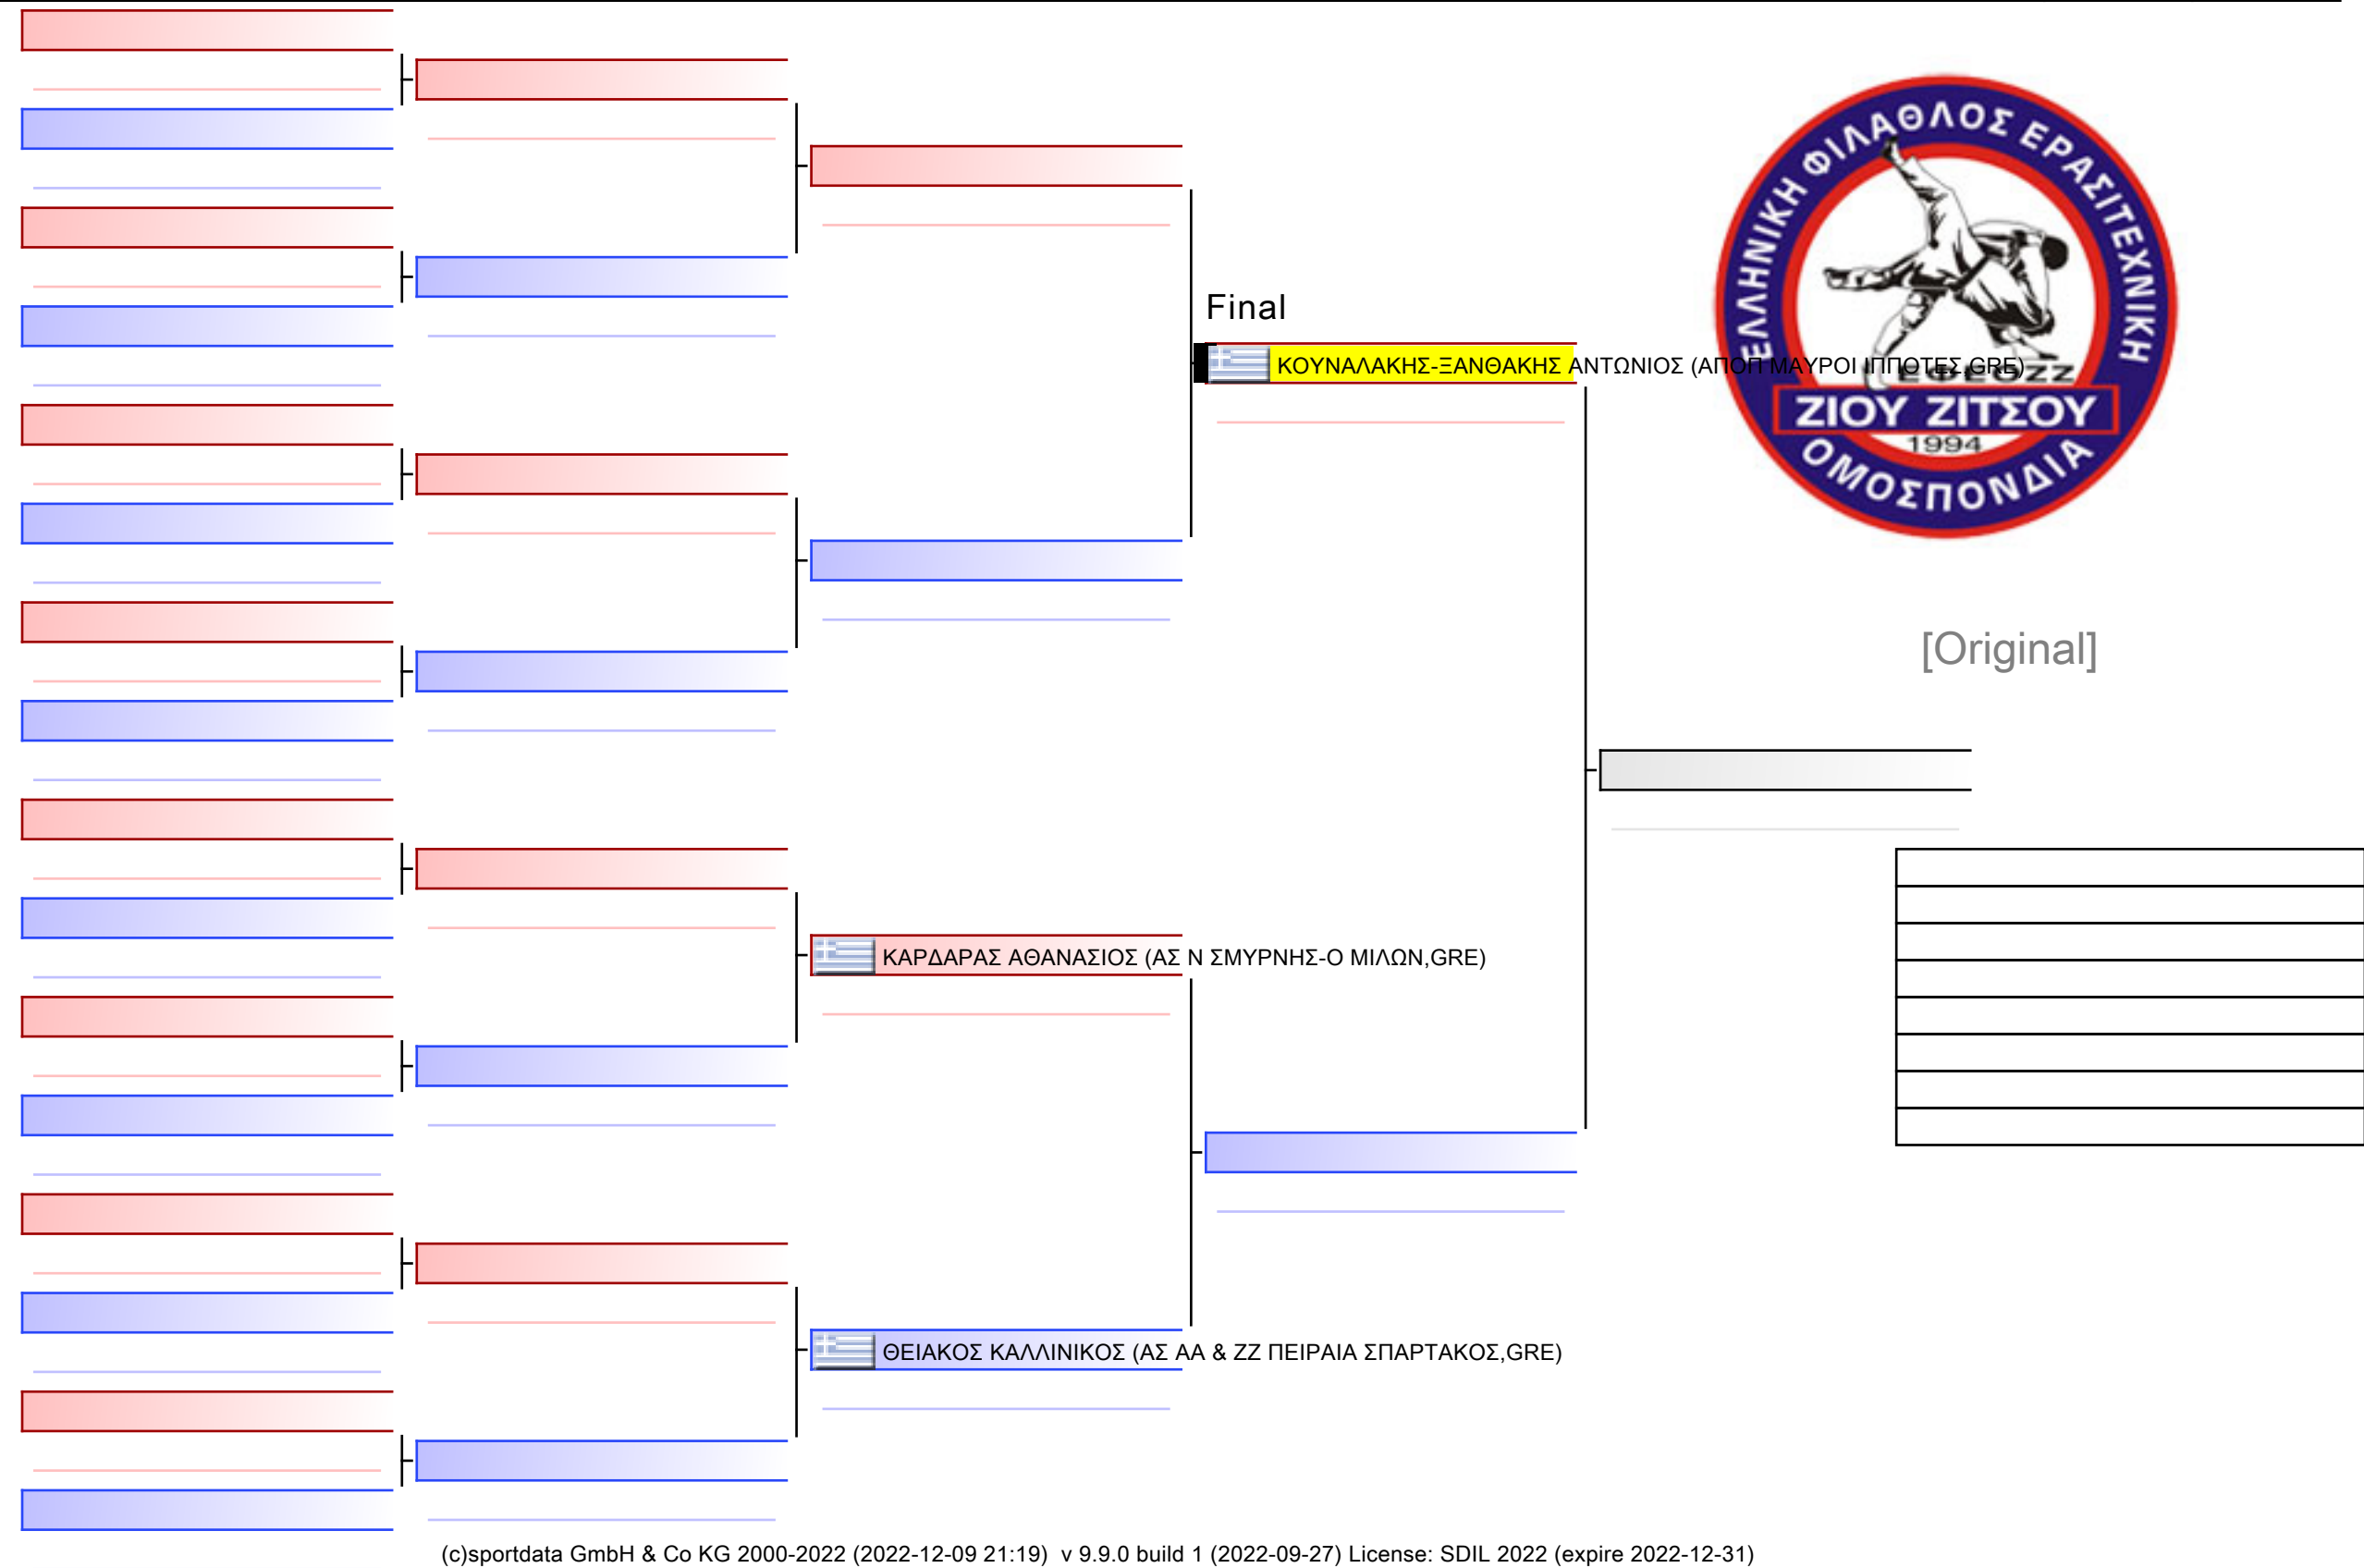 ΕΛΛΗΝΙΚΗ ΦΙΛΑΘΛΟΣ ΕΡΑΣΙΤΕΧΝΙΚΗ
Final
ΚΟΥΝΑΛΑΚΗΣ-ΞΑΝΘΑΚΗΣ ΑΝΤΩΝΙΟΣ (ΑΠΟΠ ΜΑΥΡΟΙ ΙΠΠΟΤΕΣ,GRE)
ΕΦΕΟΖΖ
ΖΙΟΥ ΖΙΤΣΟΥ
1994
ΟΜΟΣΠΟΝΔΙΑ
[Original]
ΚΑΡΔΑΡΑΣ ΑΘΑΝΑΣΙΟΣ (ΑΣ Ν ΣΜΥΡΝΗΣ-Ο ΜΙΛΩΝ,GRE)
ΘΕΙΑΚΟΣ ΚΑΛΛΙΝΙΚΟΣ (ΑΣ ΑΑ & ΖΖ ΠΕΙΡΑΙΑ ΣΠΑΡΤΑΚΟΣ,GRE)
(c)sportdata GmbH & Co KG 2000-2022 (2022-12-09 21:19) v 9.9.0 build 1 (2022-09-27) License: SDIL 2022 (expire 2022-12-31)